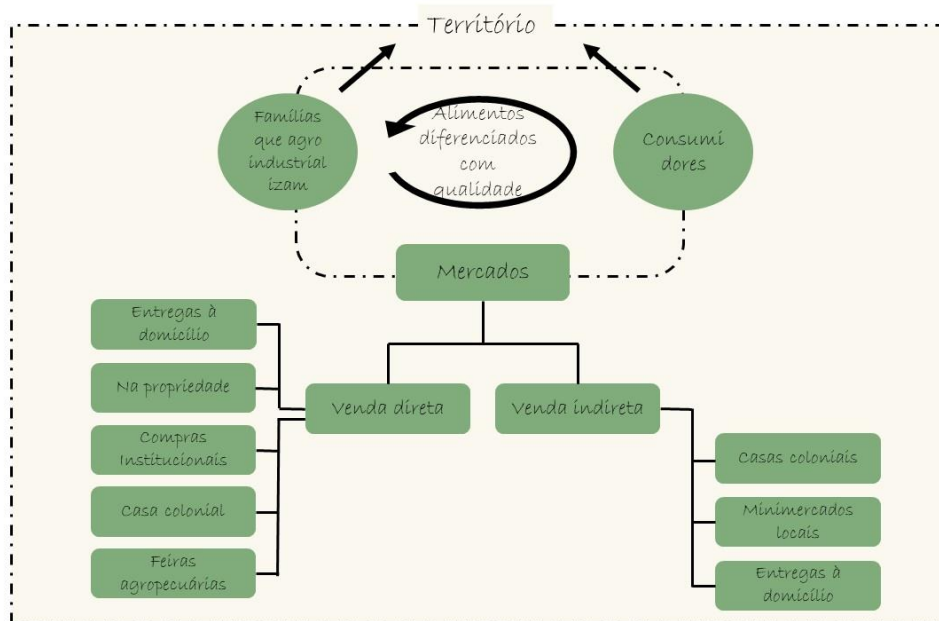 Território
Famílias
que agro
industrial
izam
Alimentos
diferenciados
com
qualidade
Consumi
dores
Mercados
Entregas à
domicílio
Na propriedade
Compras
Institucionais
Casa colonial
Feiras
agropecuárias
Venda direta
Venda indireta
Casas coloniais
Minimercados
locais
Entregas à
domicílio